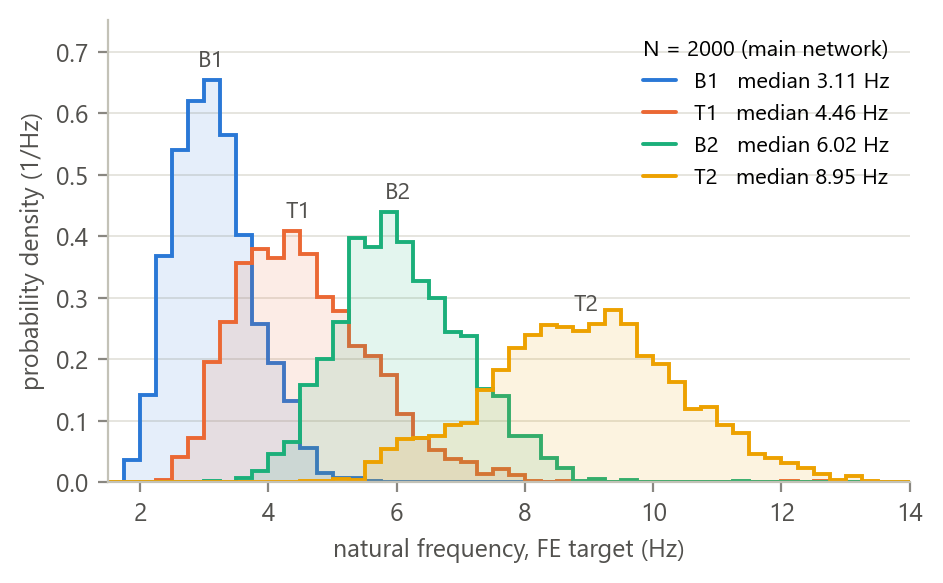 N = 2000 (main network)
B1 median 3.11 Hz
T1 median 4.46 Hz
B2 median 6.02 Hz
T2 median 8.95 Hz
B1
T1
B2
T2
probability density (1/Hz)
0.7
0.6
0.5
0.4
0.3
0.2
0.1
0.0
2 4 6 8 10 12 14
natural frequency, FE target (Hz)